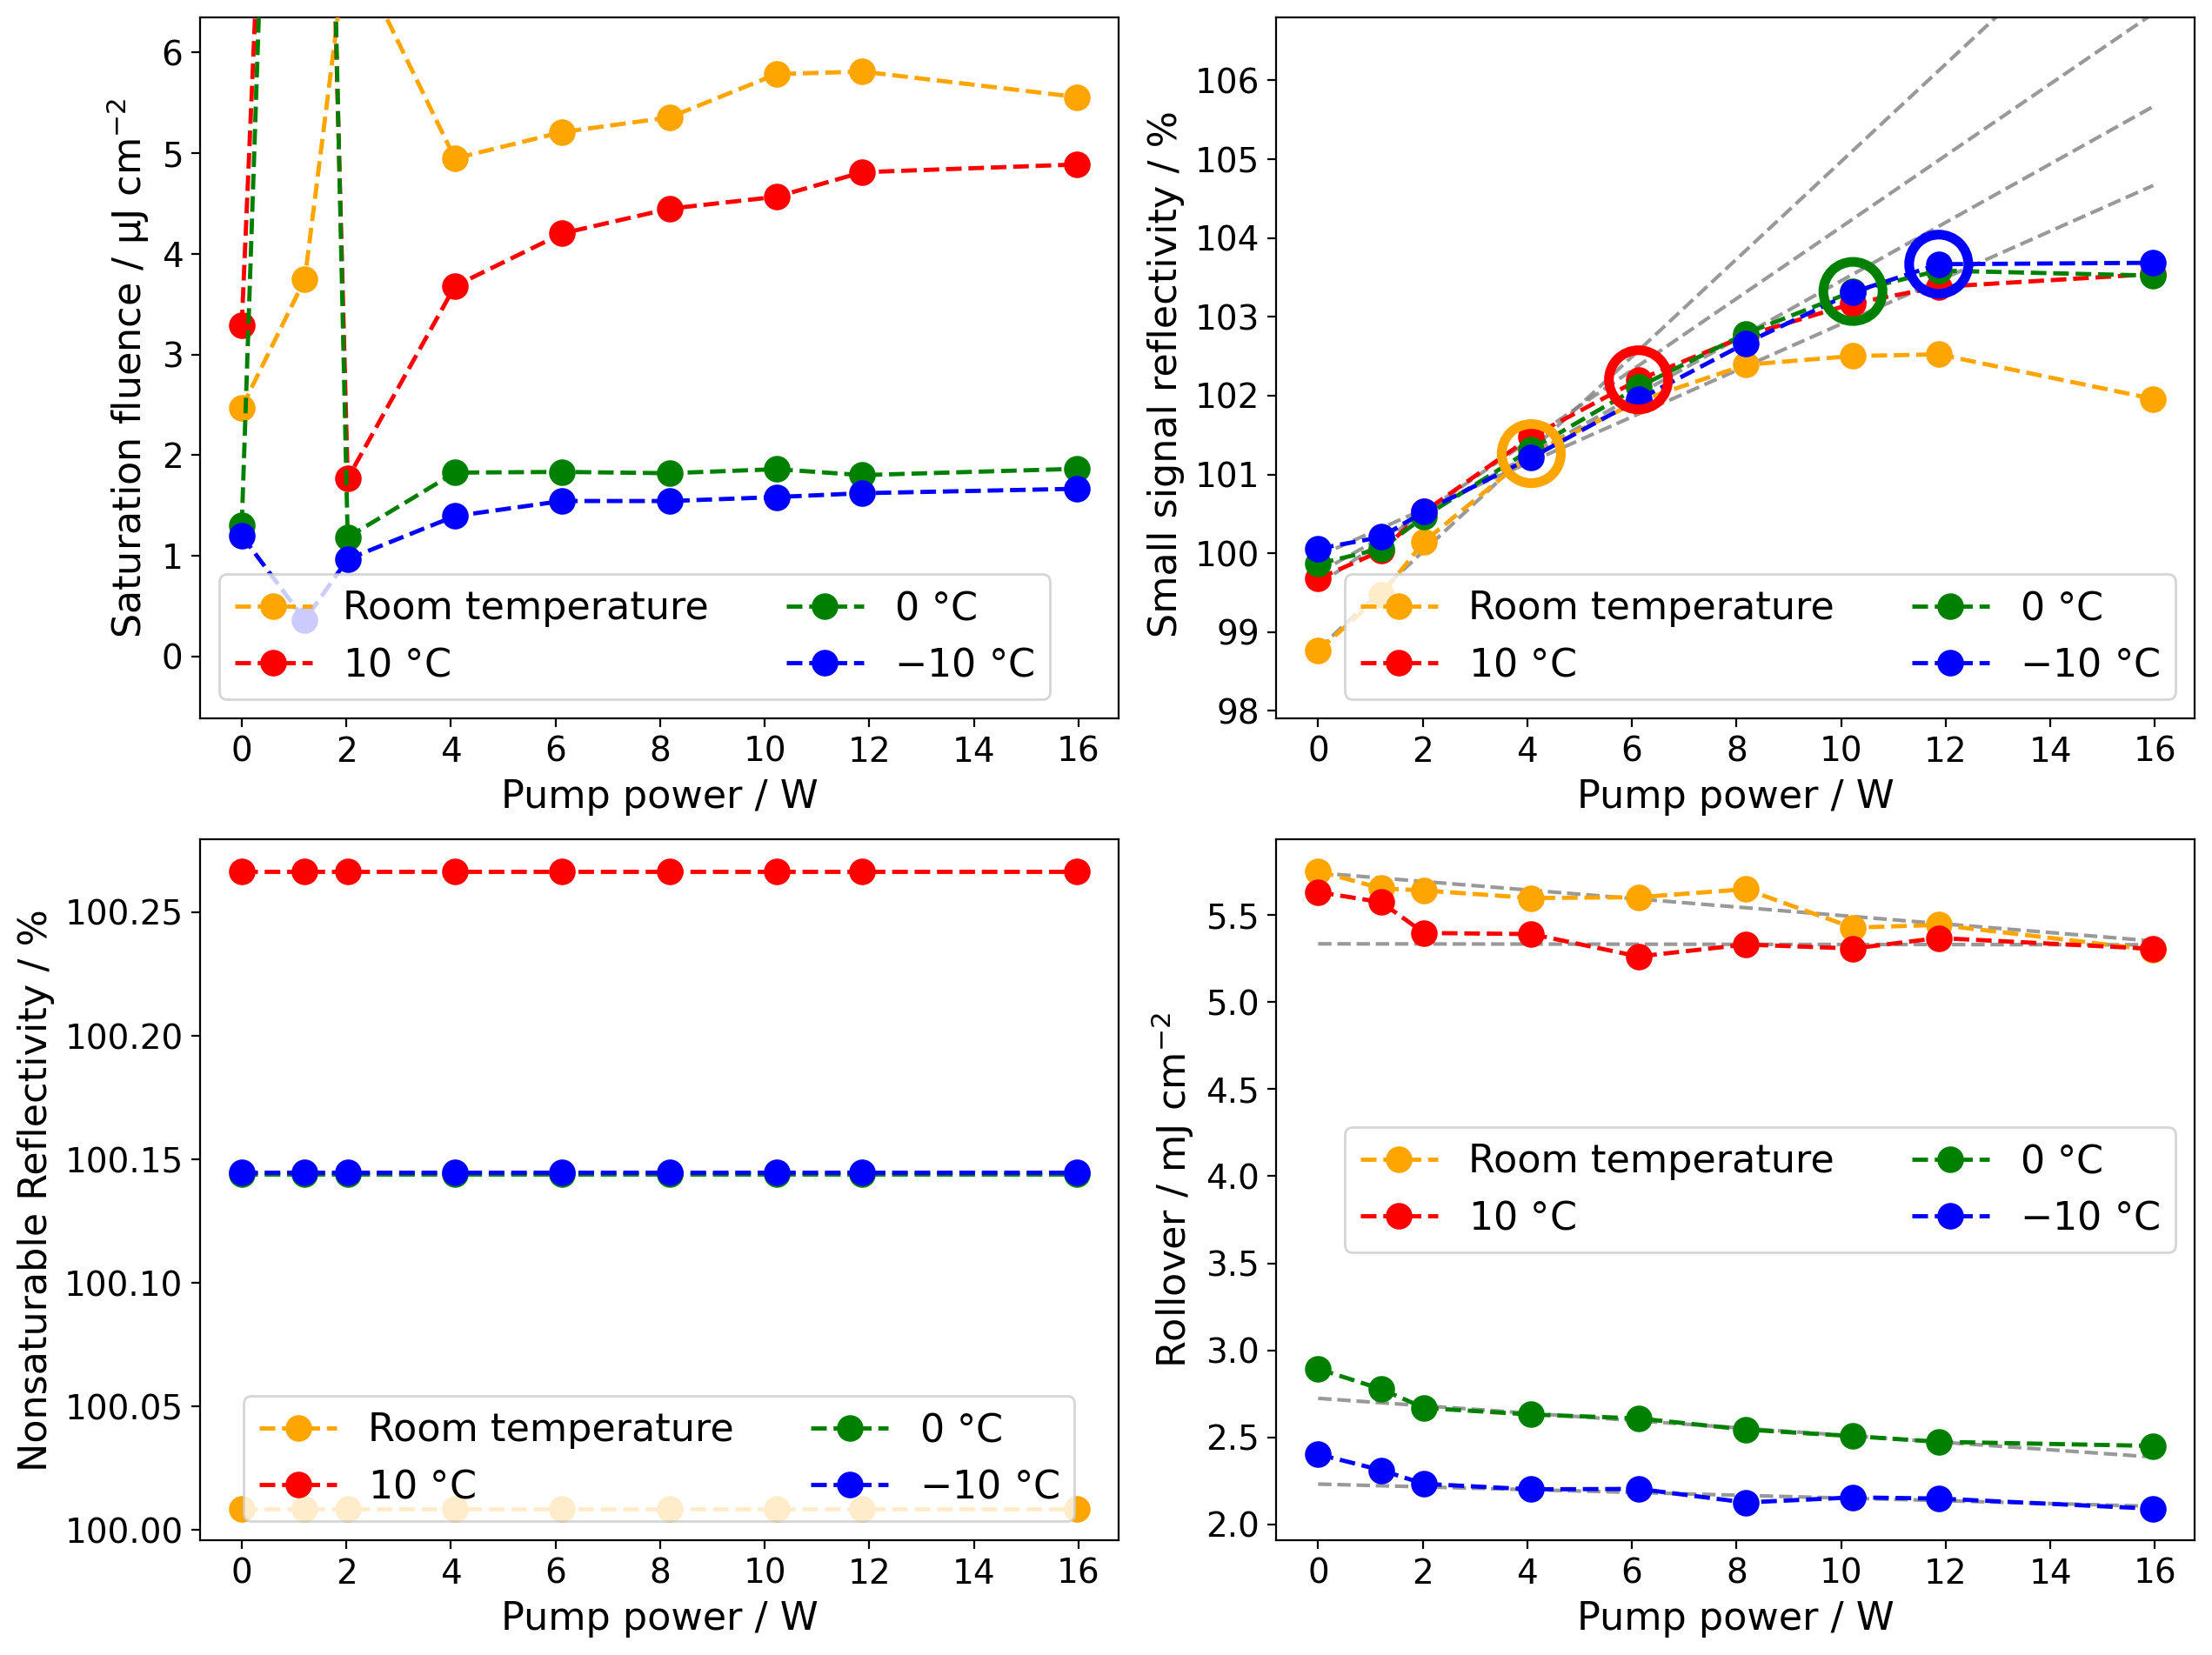 Saturation fluence / µJ cm⁻²
6
5
4
3
2
1
0
Room temperature
10 °C
0 °C
−10 °C
0 2 4 6 8 10 12 14 16
Pump power / W
Small signal reflectivity / %
106
105
104
103
102
101
100
99
98
Room temperature
10 °C
0 °C
−10 °C
0 2 4 6 8 10 12 14 16
Pump power / W
Nonsaturable Reflectivity / %
100.25
100.20
100.15
100.10
100.05
100.00
Room temperature
10 °C
0 °C
−10 °C
0 2 4 6 8 10 12 14 16
Pump power / W
Rollover / mJ cm⁻²
5.5
5.0
4.5
4.0
3.5
3.0
2.5
2.0
Room temperature
10 °C
0 °C
−10 °C
0 2 4 6 8 10 12 14 16
Pump power / W